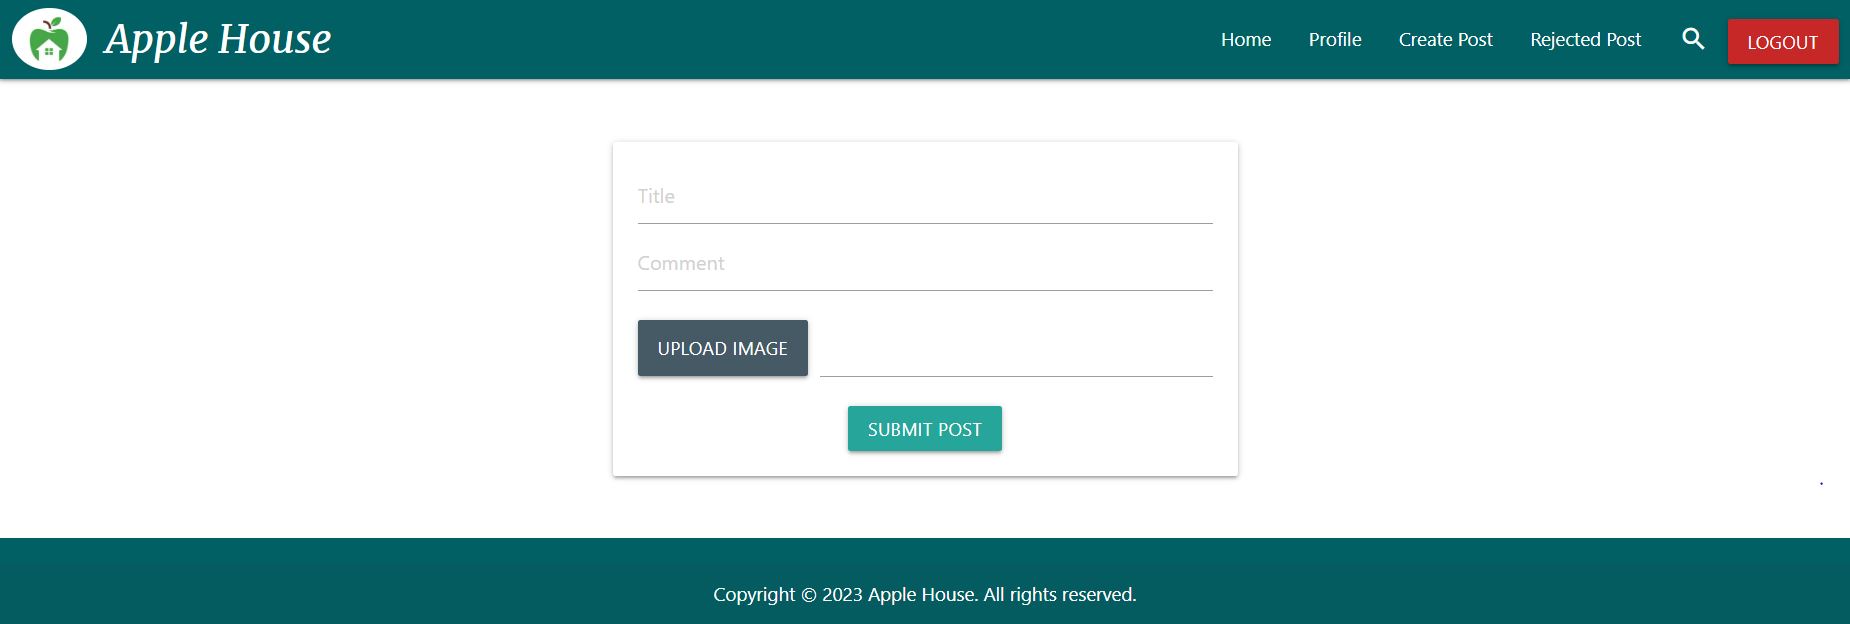 Apple House
Home Profile Create Post Rejected Post LOGOUT
Title
Comment
UPLOAD IMAGE
SUBMIT POST
Copyright © 2023 Apple House. All rights reserved.